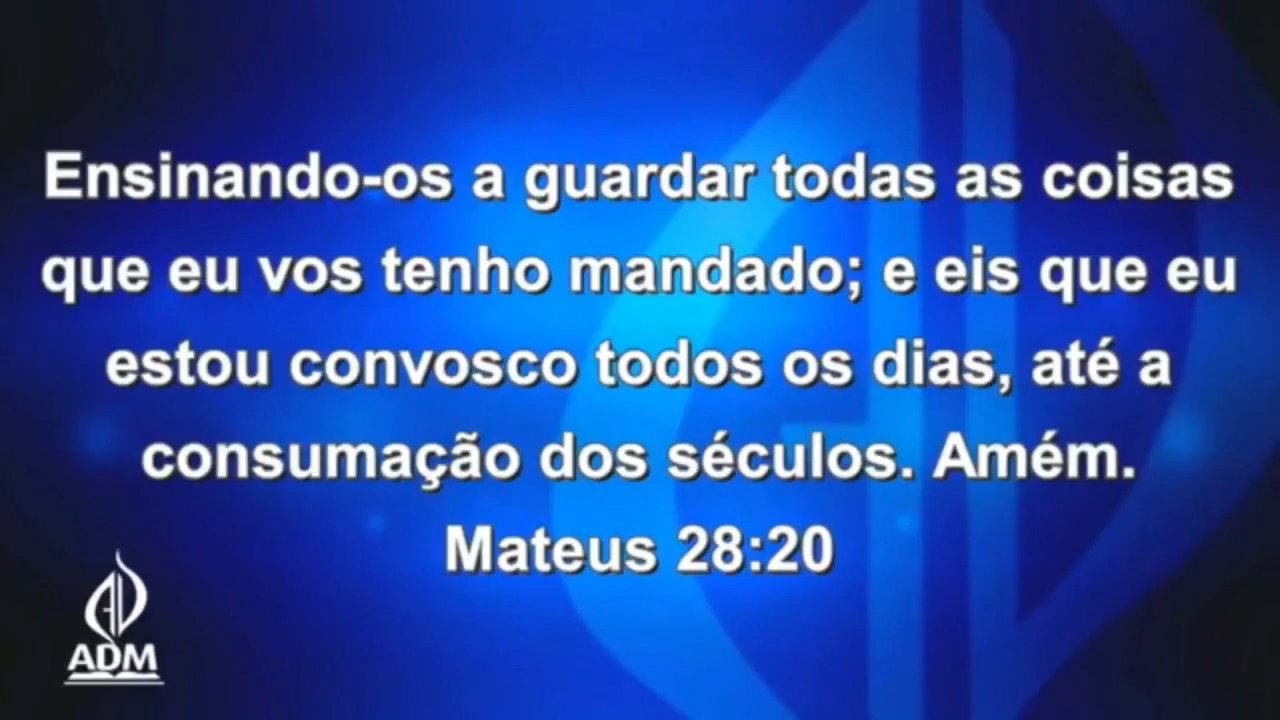 Ensinando-os a guardar todas as coisas
que eu vos tenho mandado; e eis que eu
estou convosco todos os dias, até a
consumação dos séculos. Amém.
Mateus 28:20
ADM